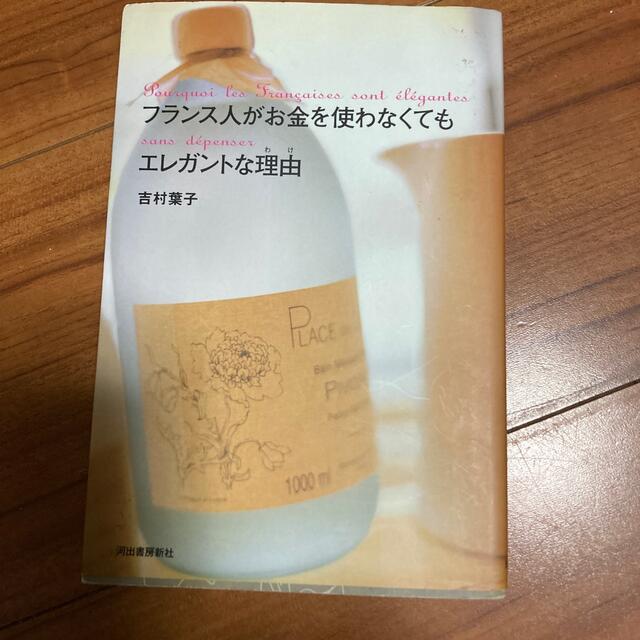 Pourquoi les Françaises sont élégantes
フランス人がお金を使わなくても
sans dépenser
わけ
エレガントな理由
吉村葉子
PLACE
1000 ml
河出書房新社